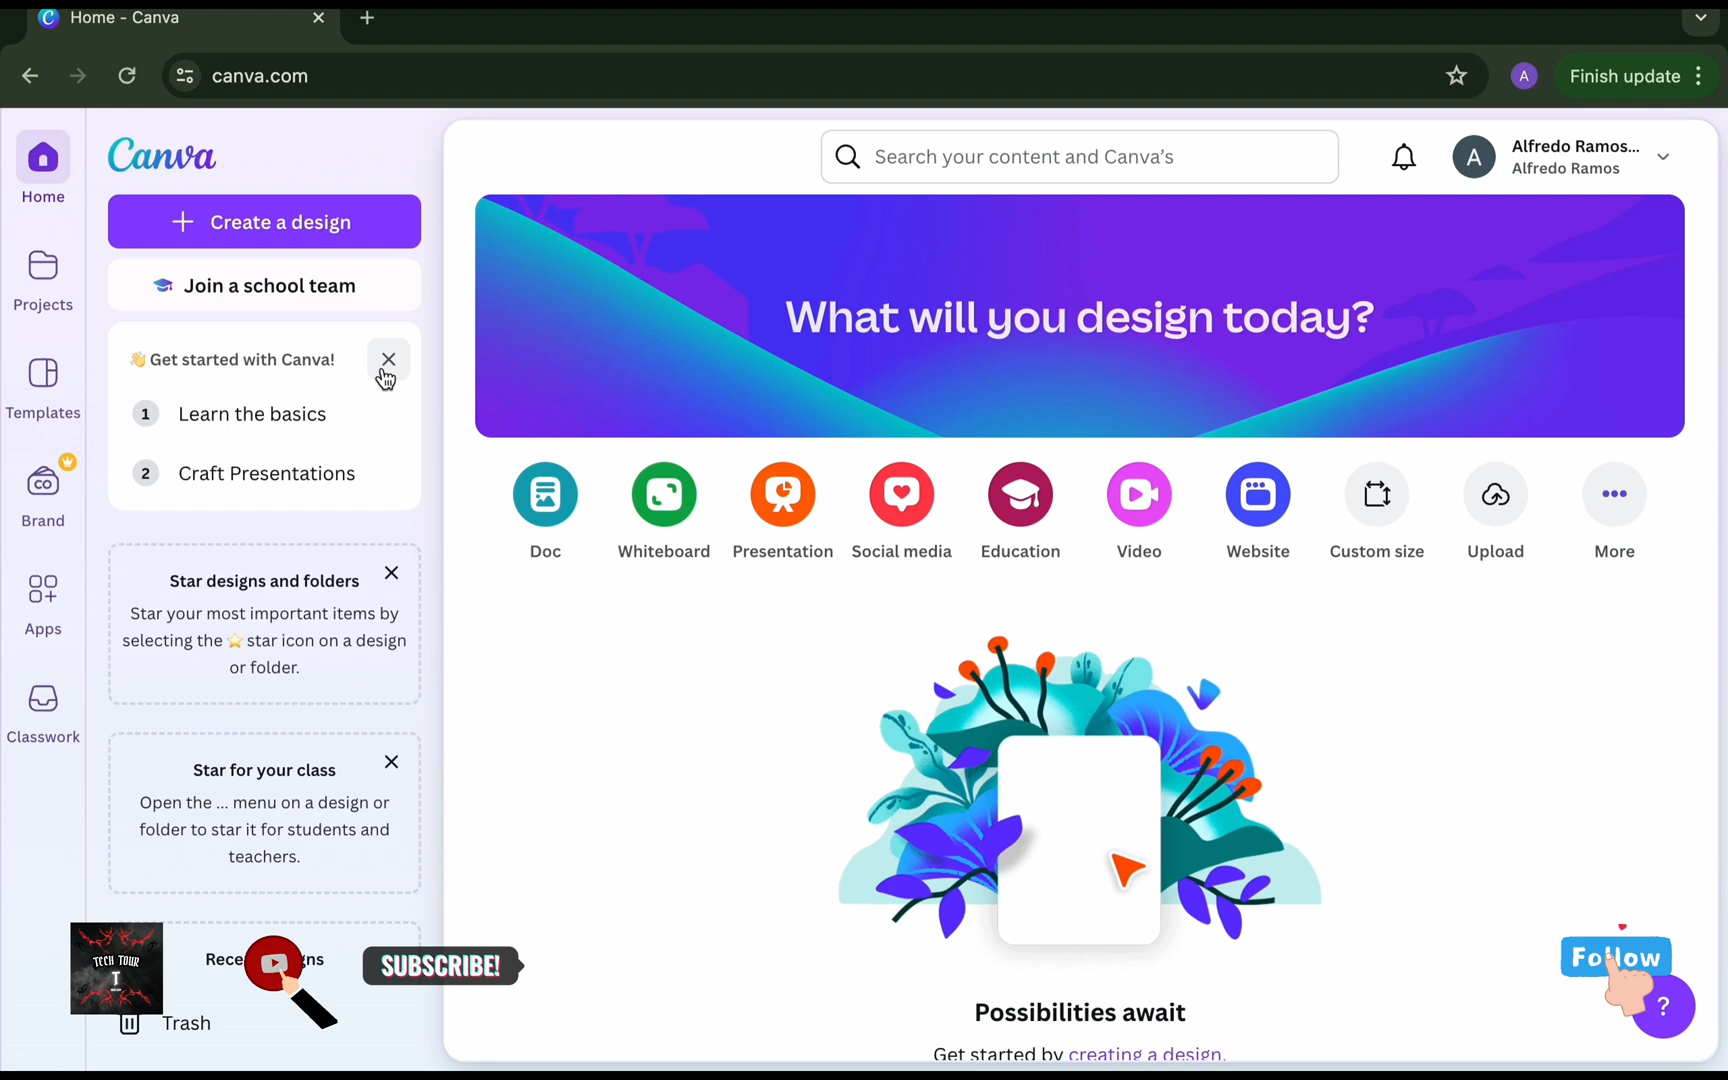 Home - Canva
canva.com
A
Finish update
Home
Projects
Templates
Brand
Apps
Classwork
Canva
Create a design
Join a school team
👋 Get started with Canva!
1 Learn the basics
2 Craft Presentations
Star designs and folders
Star your most important items by
selecting the ⭐ star icon on a design
or folder.
Star for your class
Open the ... menu on a design or
folder to star it for students and
teachers.
TECH TOUR
T
SUBSCRIBE!
Trash
Search your content and Canva's
A
Alfredo Ramos...
Alfredo Ramos
What will you design today?
Doc
Whiteboard
Presentation
Social media
Education
Video
Website
Custom size
Upload
More
Possibilities await
Get started by creating a design.
Follow
?